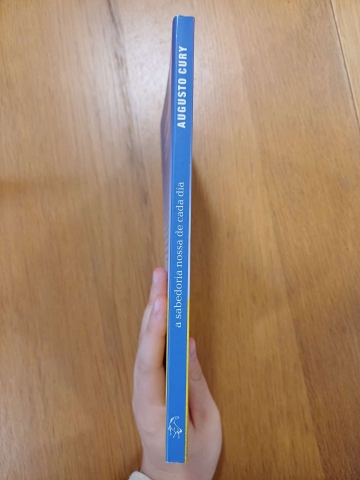 AUGUSTO CURY
a sabedoria nossa de cada dia